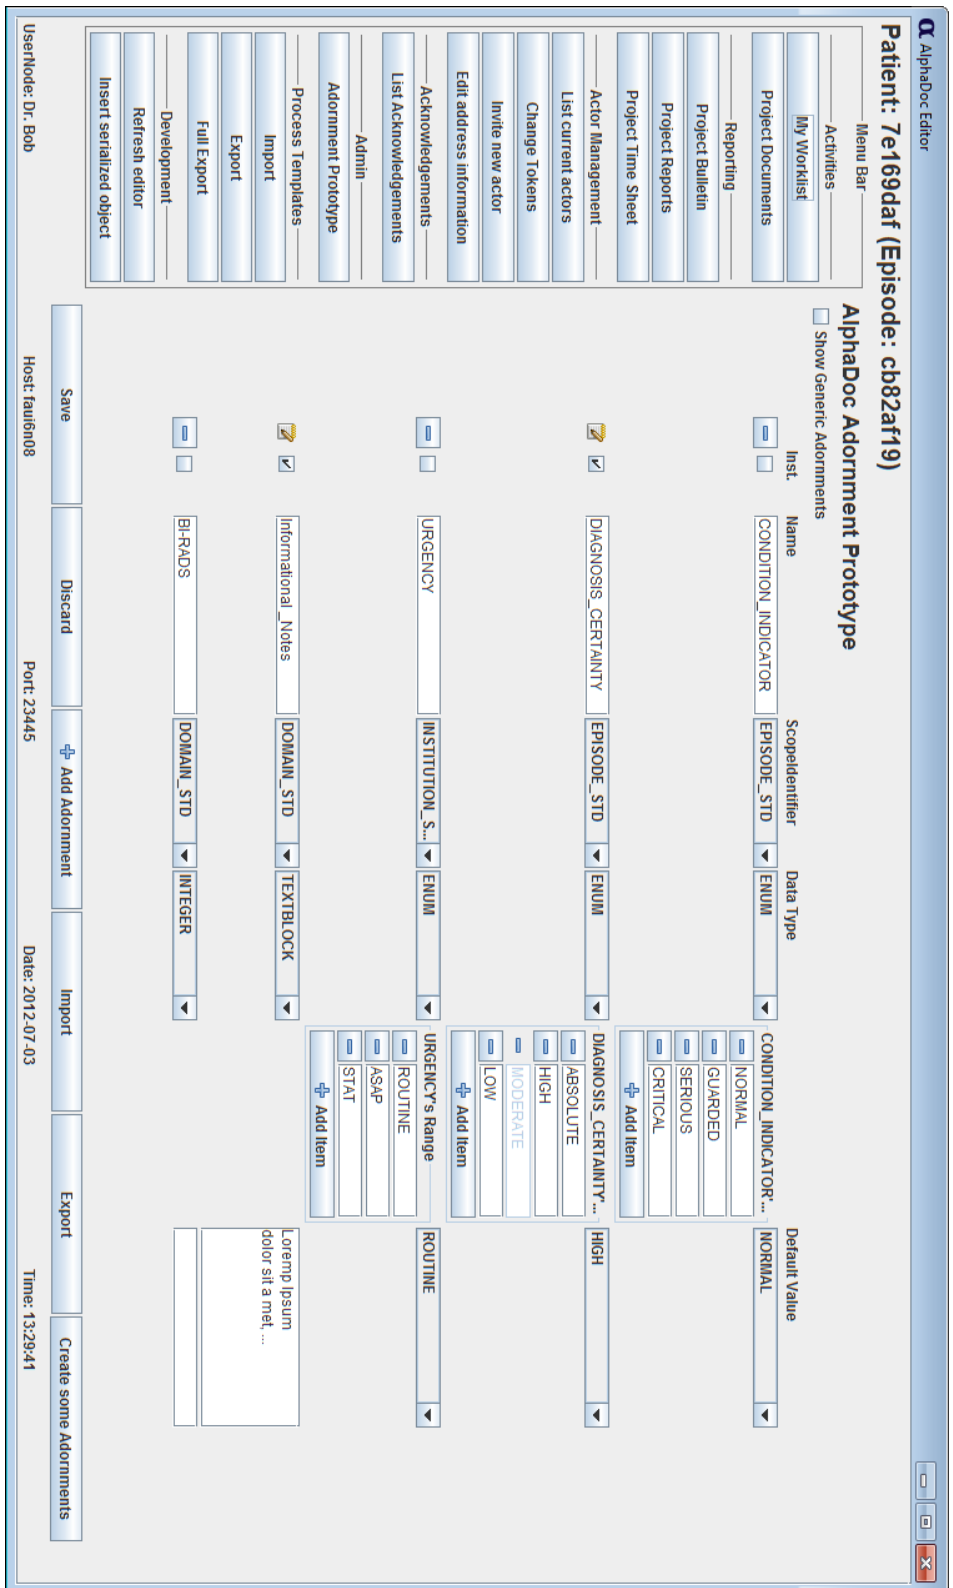 α AlphaDoc Editor
Patient: 7e169daf (Episode: cb82af19)
Menu Bar
Activities
My Worklist
Project Documents
Reporting
Project Bulletin
Project Reports
Project Time Sheet
Actor Management
List current actors
Change Tokens
Invite new actor
Edit address information
Acknowledgements
List Acknowledgements
Admin
Adornment Prototype
Process Templates
Import
Export
Full Export
Development
Refresh editor
Insert serialized object
AlphaDoc Adornment Prototype
Show Generic Adornments
Inst. Name ScopeIdentifier Data Type Default Value
CONDITION_INDICATOR EPISODE_STD ENUM CONDITION_INDICATOR'... NORMAL
NORMAL
GUARDED
SERIOUS
CRITICAL
Add Item
DIAGNOSIS_CERTAINTY EPISODE_STD ENUM DIAGNOSIS_CERTAINTY'... HIGH
ABSOLUTE
HIGH
MODERATE
LOW
Add Item
URGENCY INSTITUTION_S... ENUM URGENCY's Range ROUTINE
ROUTINE
ASAP
STAT
Add Item
Informational_Notes DOMAIN_STD TEXTBLOCK Loremp Ipsum
dolor sit a met, ...
BI-RADS DOMAIN_STD INTEGER
Save Discard Add Adornment Import Export Create some Adornments
UserNode: Dr. Bob Host: faui6n08 Port: 23445 Date: 2012-07-03 Time: 13:29:41